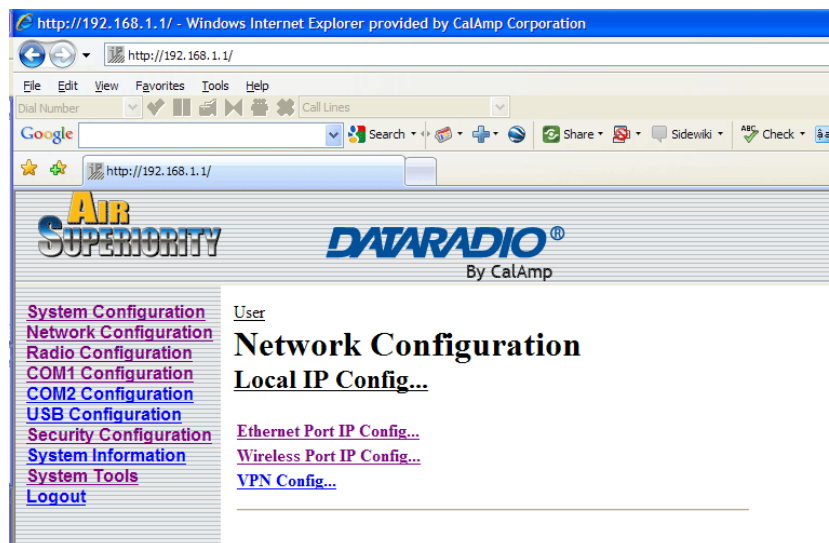 http://192.168.1.1/ - Windows Internet Explorer provided by CalAmp Corporation
http://192.168.1.1/
File Edit View Favorites Tools Help
Dial Number Call Lines
Google Search Share Sidewiki Check
http://192.168.1.1/
AIR
SUPERIORITY
DATARADIO®
By CalAmp
System Configuration
Network Configuration
Radio Configuration
COM1 Configuration
COM2 Configuration
USB Configuration
Security Configuration
System Information
System Tools
Logout
User
Network Configuration
Local IP Config...
Ethernet Port IP Config...
Wireless Port IP Config...
VPN Config...